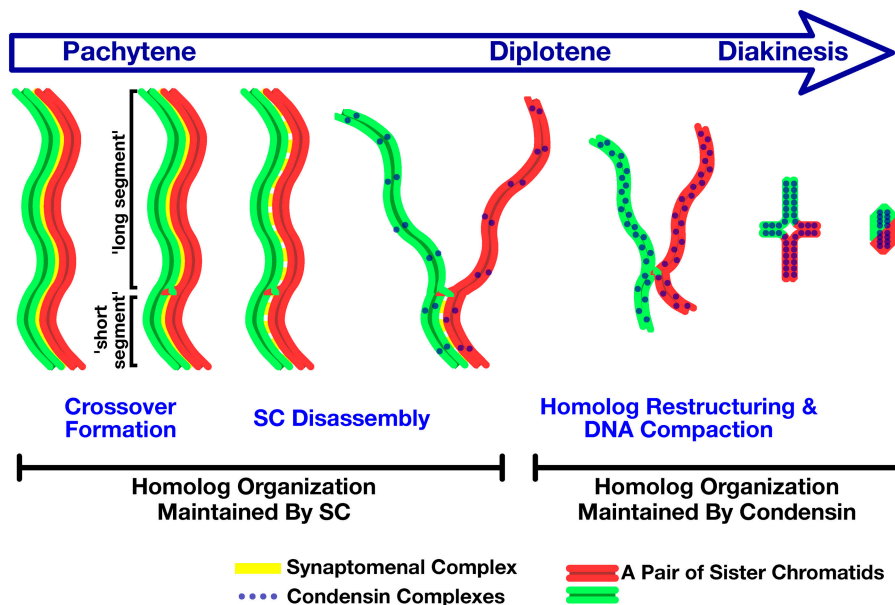 Pachytene Diplotene Diakinesis
'long segment'
'short
segment'
Crossover
Formation
SC Disassembly
Homolog Restructuring &
DNA Compaction
Homolog Organization
Maintained By SC
Homolog Organization
Maintained By Condensin
Synaptomenal Complex
Condensin Complexes
A Pair of Sister Chromatids